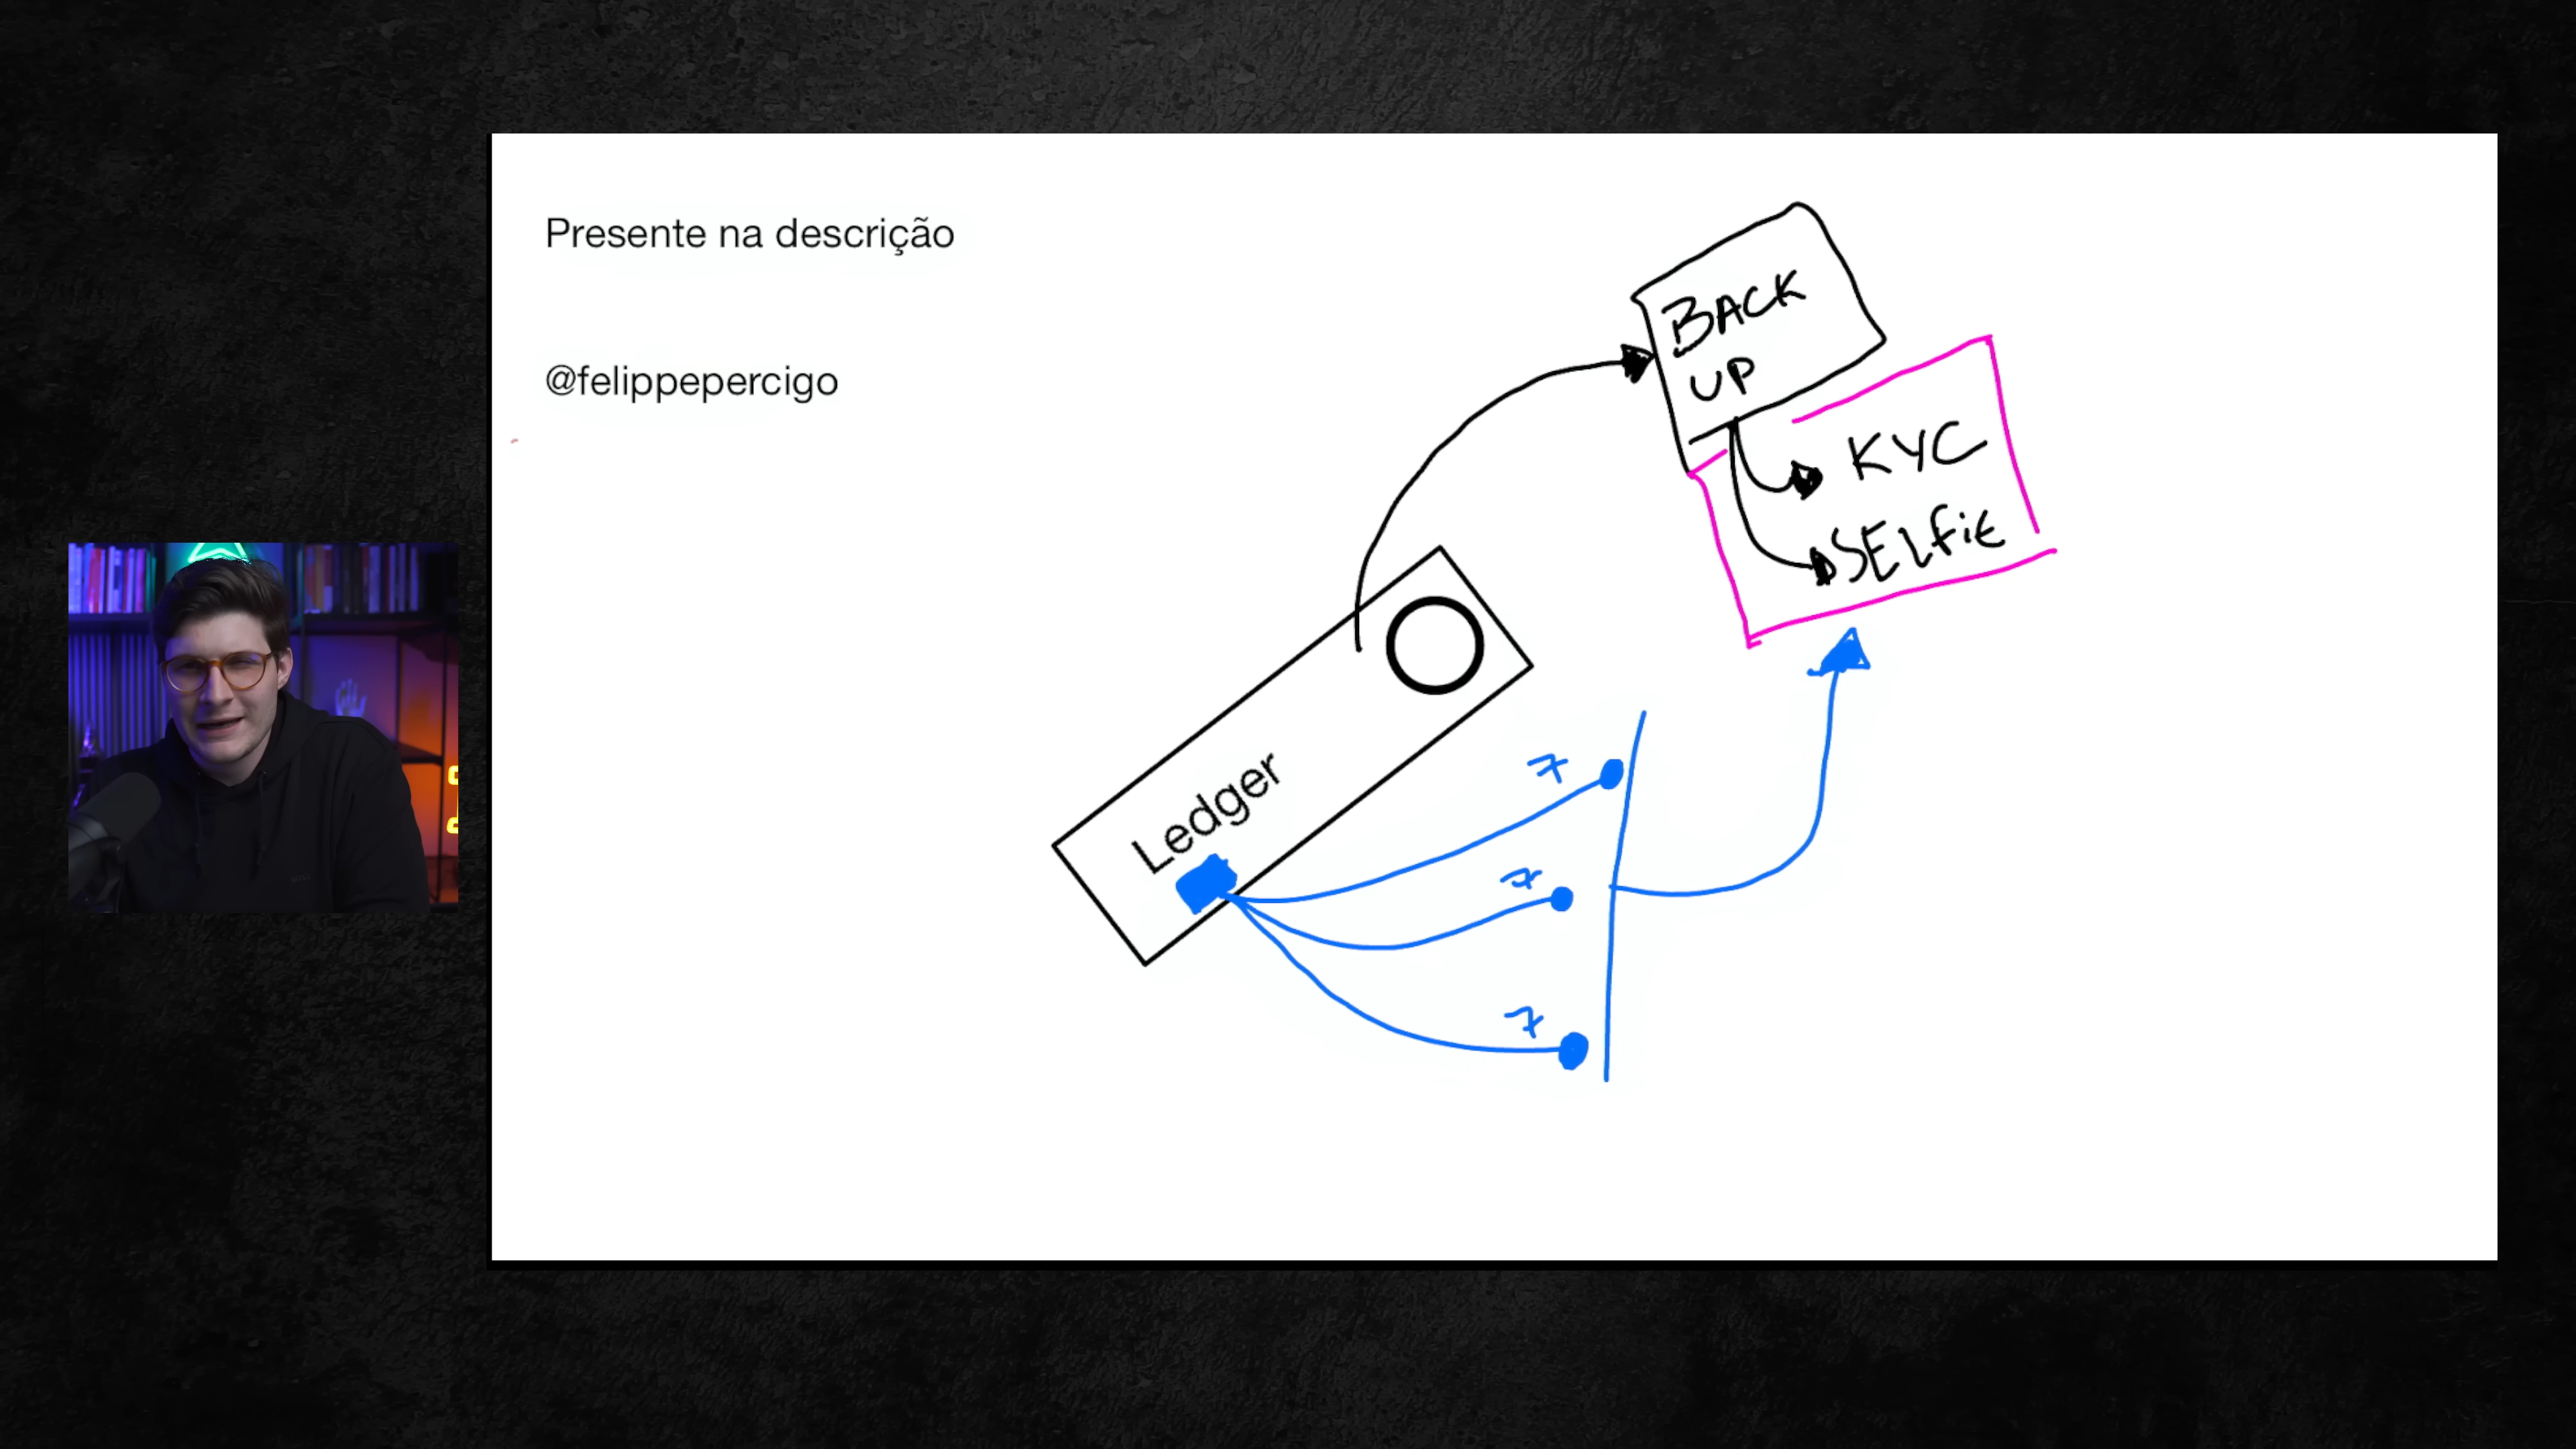 Presente na descrição
@felippepercigo
BACK
UP
KYC
SELfiE
Ledger
7
7
7